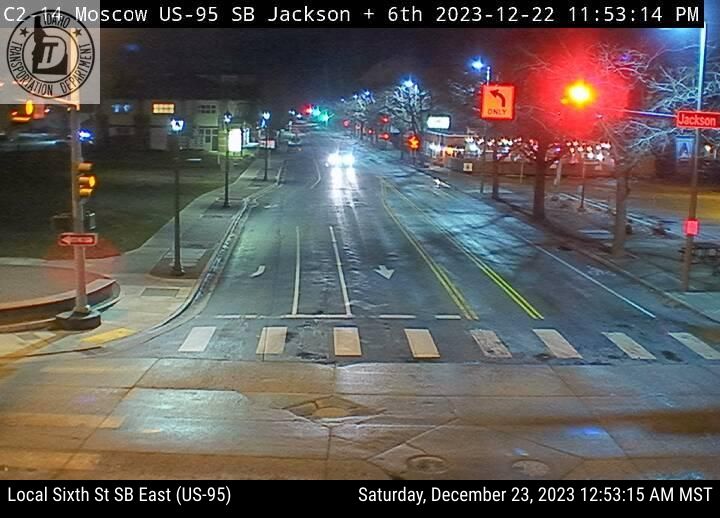 C2-14 Moscow US-95 SB Jackson + 6th 2023-12-22 11:53:14 PM
IDAHO
TRANSPORTATION DEPARTMENT
ONLY
Jackson
Local Sixth St SB East (US-95)
Saturday, December 23, 2023 12:53:15 AM MST